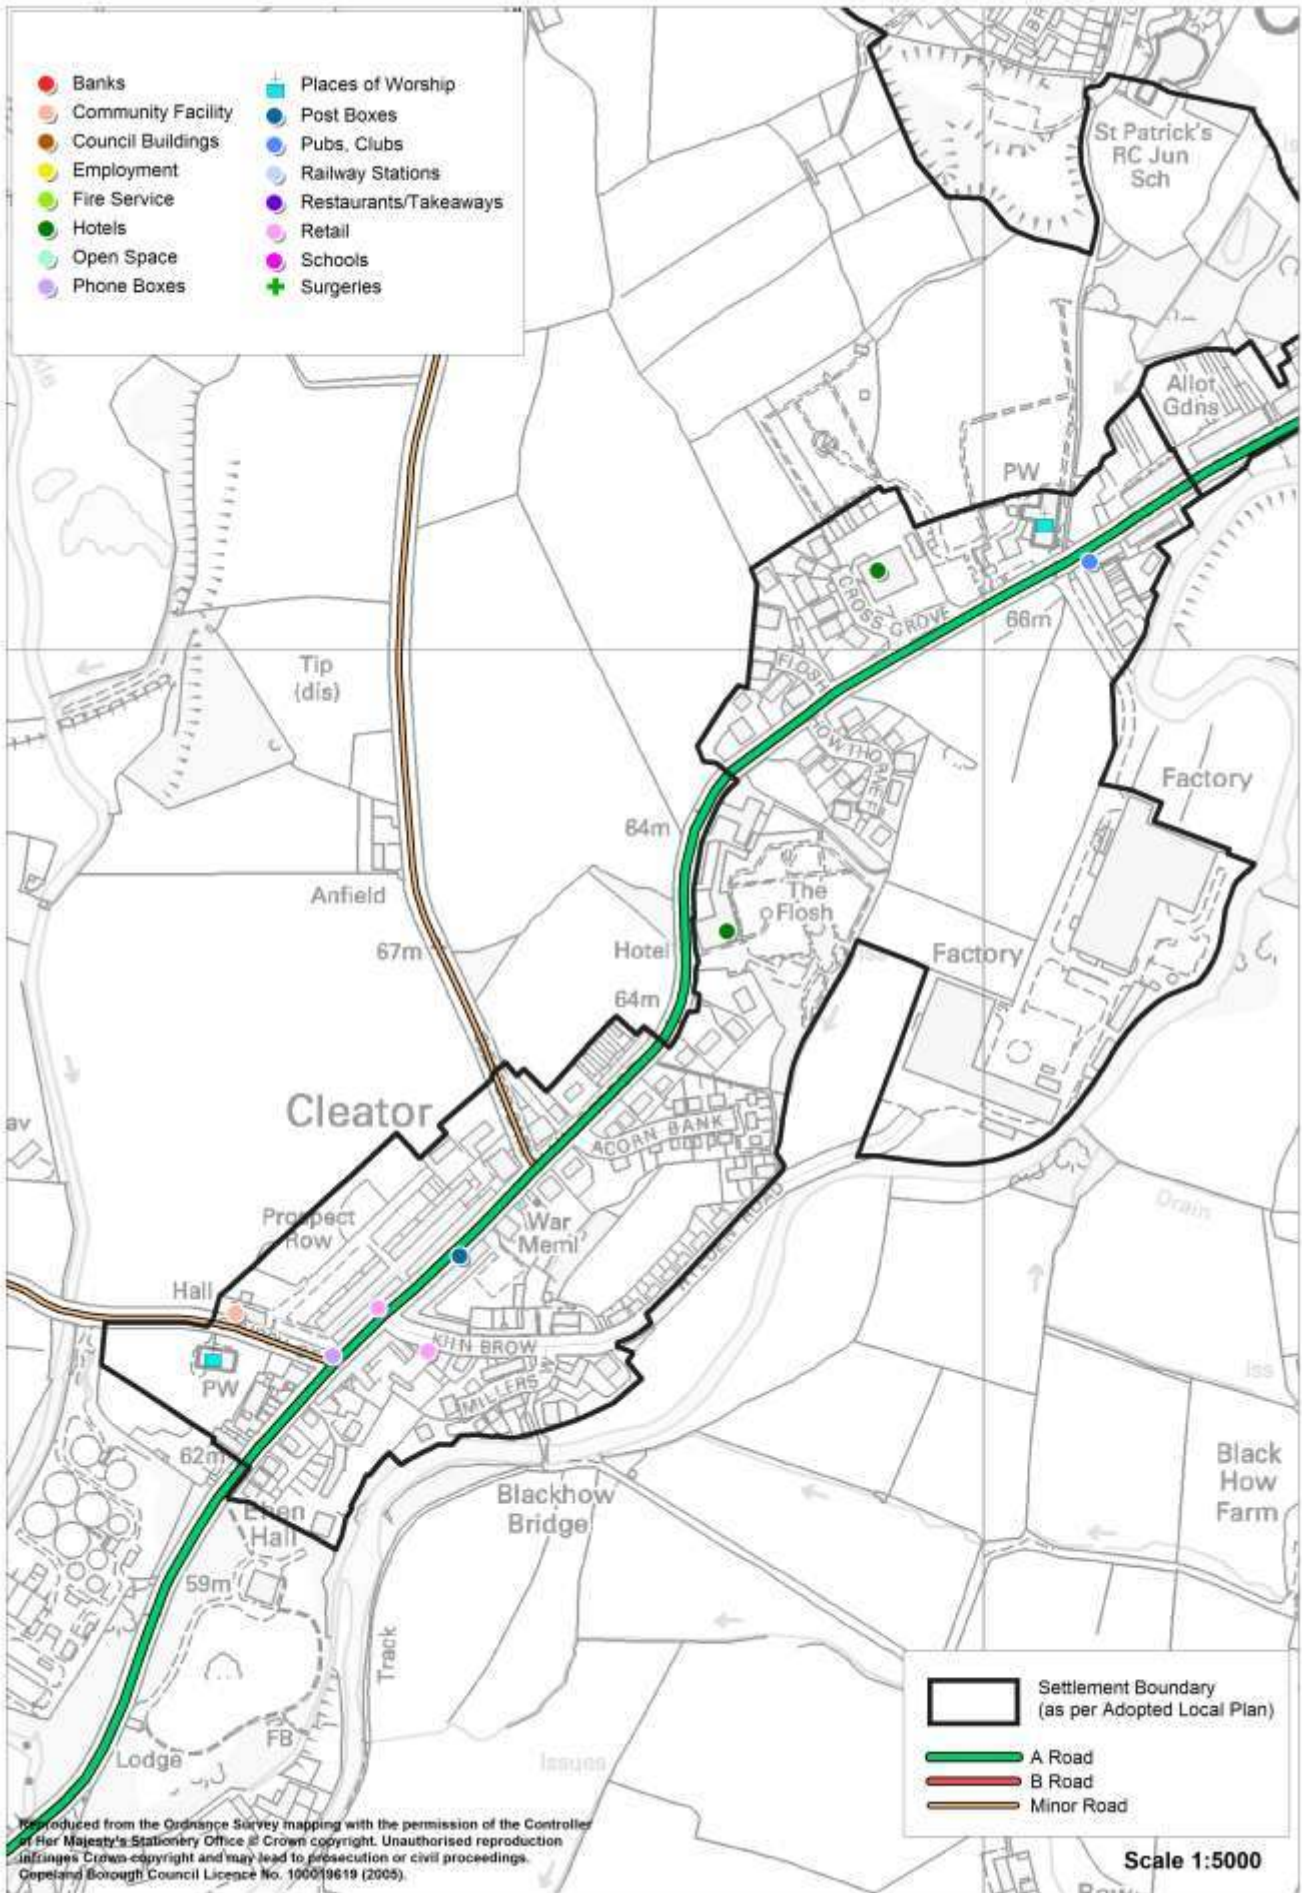 Banks
Community Facility
Council Buildings
Employment
Fire Service
Hotels
Open Space
Phone Boxes
Places of Worship
Post Boxes
Pubs, Clubs
Railway Stations
Restaurants/Takeaways
Retail
Schools
Surgeries
St Patrick's
RC Jun
Sch
Allot
Gdns
PW
CROSS GROVE
66m
FLOSH
Tip
(dis)
Factory
64m
Anfield
The
Flosh
67m
Hotel
Factory
64m
Cleator
ACORN BANK
Prospect
Row
War
Meml
Drain
Hall
KILN BROW
PW
MILLERS
Iss
62m
Ehen
Hall
Blackhow
Bridge
Black
How
Farm
59m
Track
FB
Lodge
Issues
Settlement Boundary
(as per Adopted Local Plan)
A Road
B Road
Minor Road
Reproduced from the Ordnance Survey mapping with the permission of the Controller
of Her Majesty's Stationery Office © Crown copyright. Unauthorised reproduction
infringes Crown copyright and may lead to prosecution or civil proceedings.
Copeland Borough Council Licence No. 100019619 (2005).
Scale 1:5000